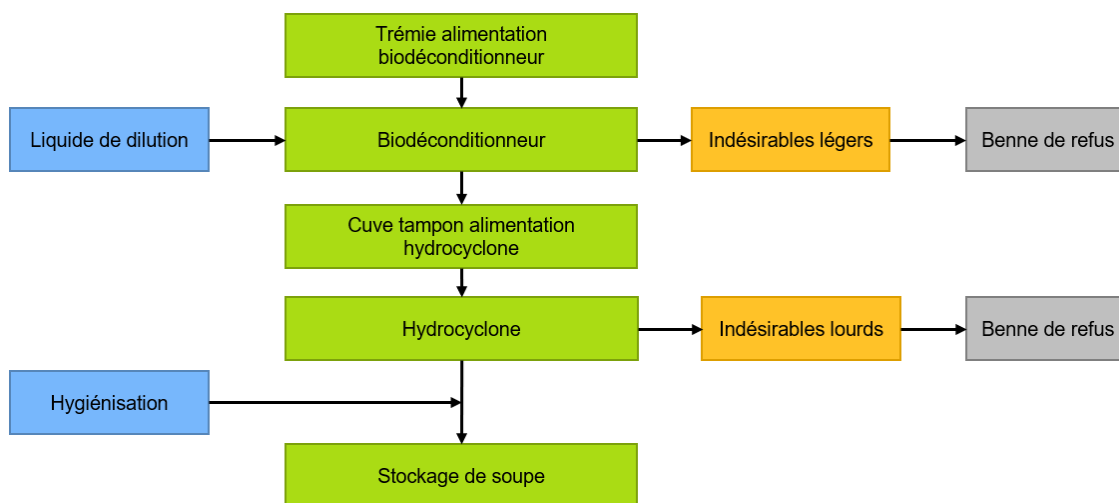 Trémie alimentation
biodéconditionneur
Liquide de dilution
Biodéconditionneur
Indésirables légers
Benne de refus
Cuve tampon alimentation
hydrocyclone
Hydrocyclone
Indésirables lourds
Benne de refus
Hygiénisation
Stockage de soupe